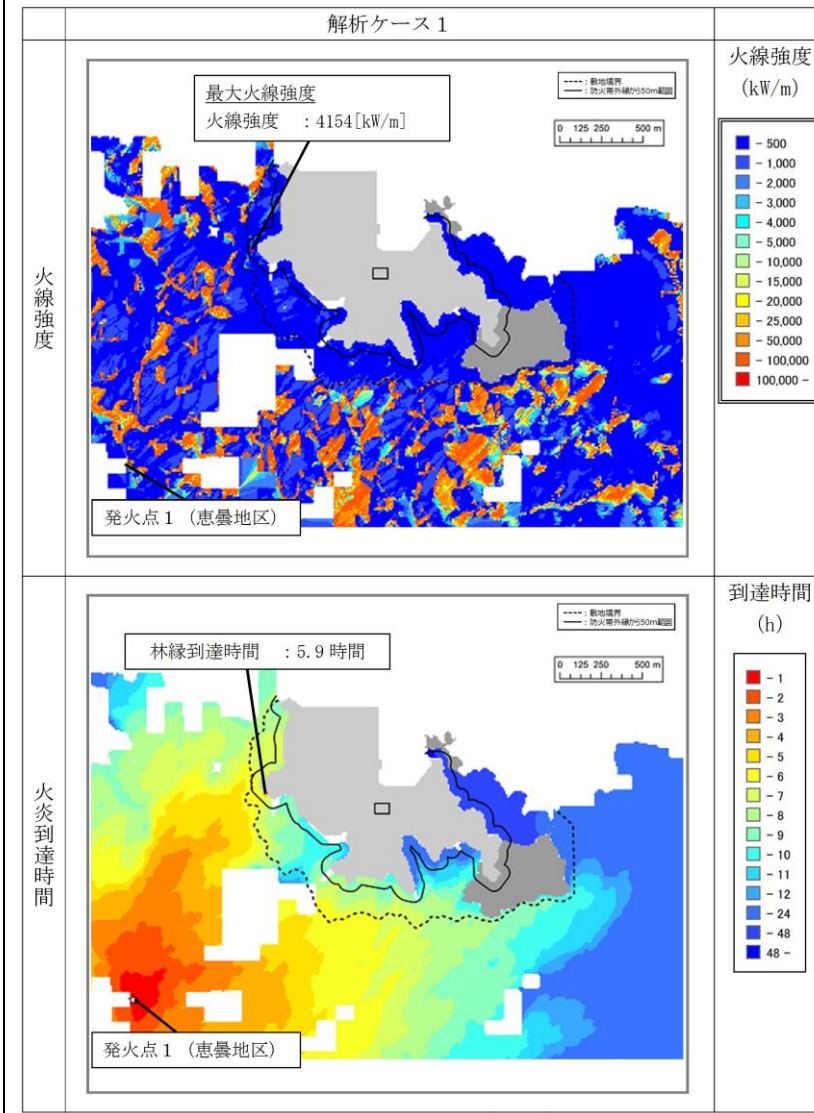 解析ケース1
火線強度
最大火線強度
火線強度 ：4154[kW/m]
----：敷地境界
―：防火帯外縁から50m範囲
0 125 250 500 m
発火点1 (恵曇地区)
火線強度
(kW/m)
- 500
- 1,000
- 2,000
- 3,000
- 4,000
- 5,000
- 10,000
- 15,000
- 20,000
- 25,000
- 50,000
- 100,000
100,000 -
火炎到達時間
林縁到達時間 ：5.9時間
----：敷地境界
―：防火帯外縁から50m範囲
0 125 250 500 m
発火点1 (恵曇地区)
到達時間
(h)
- 1
- 2
- 3
- 4
- 5
- 6
- 7
- 8
- 9
- 10
- 11
- 12
- 24
- 48
48 -